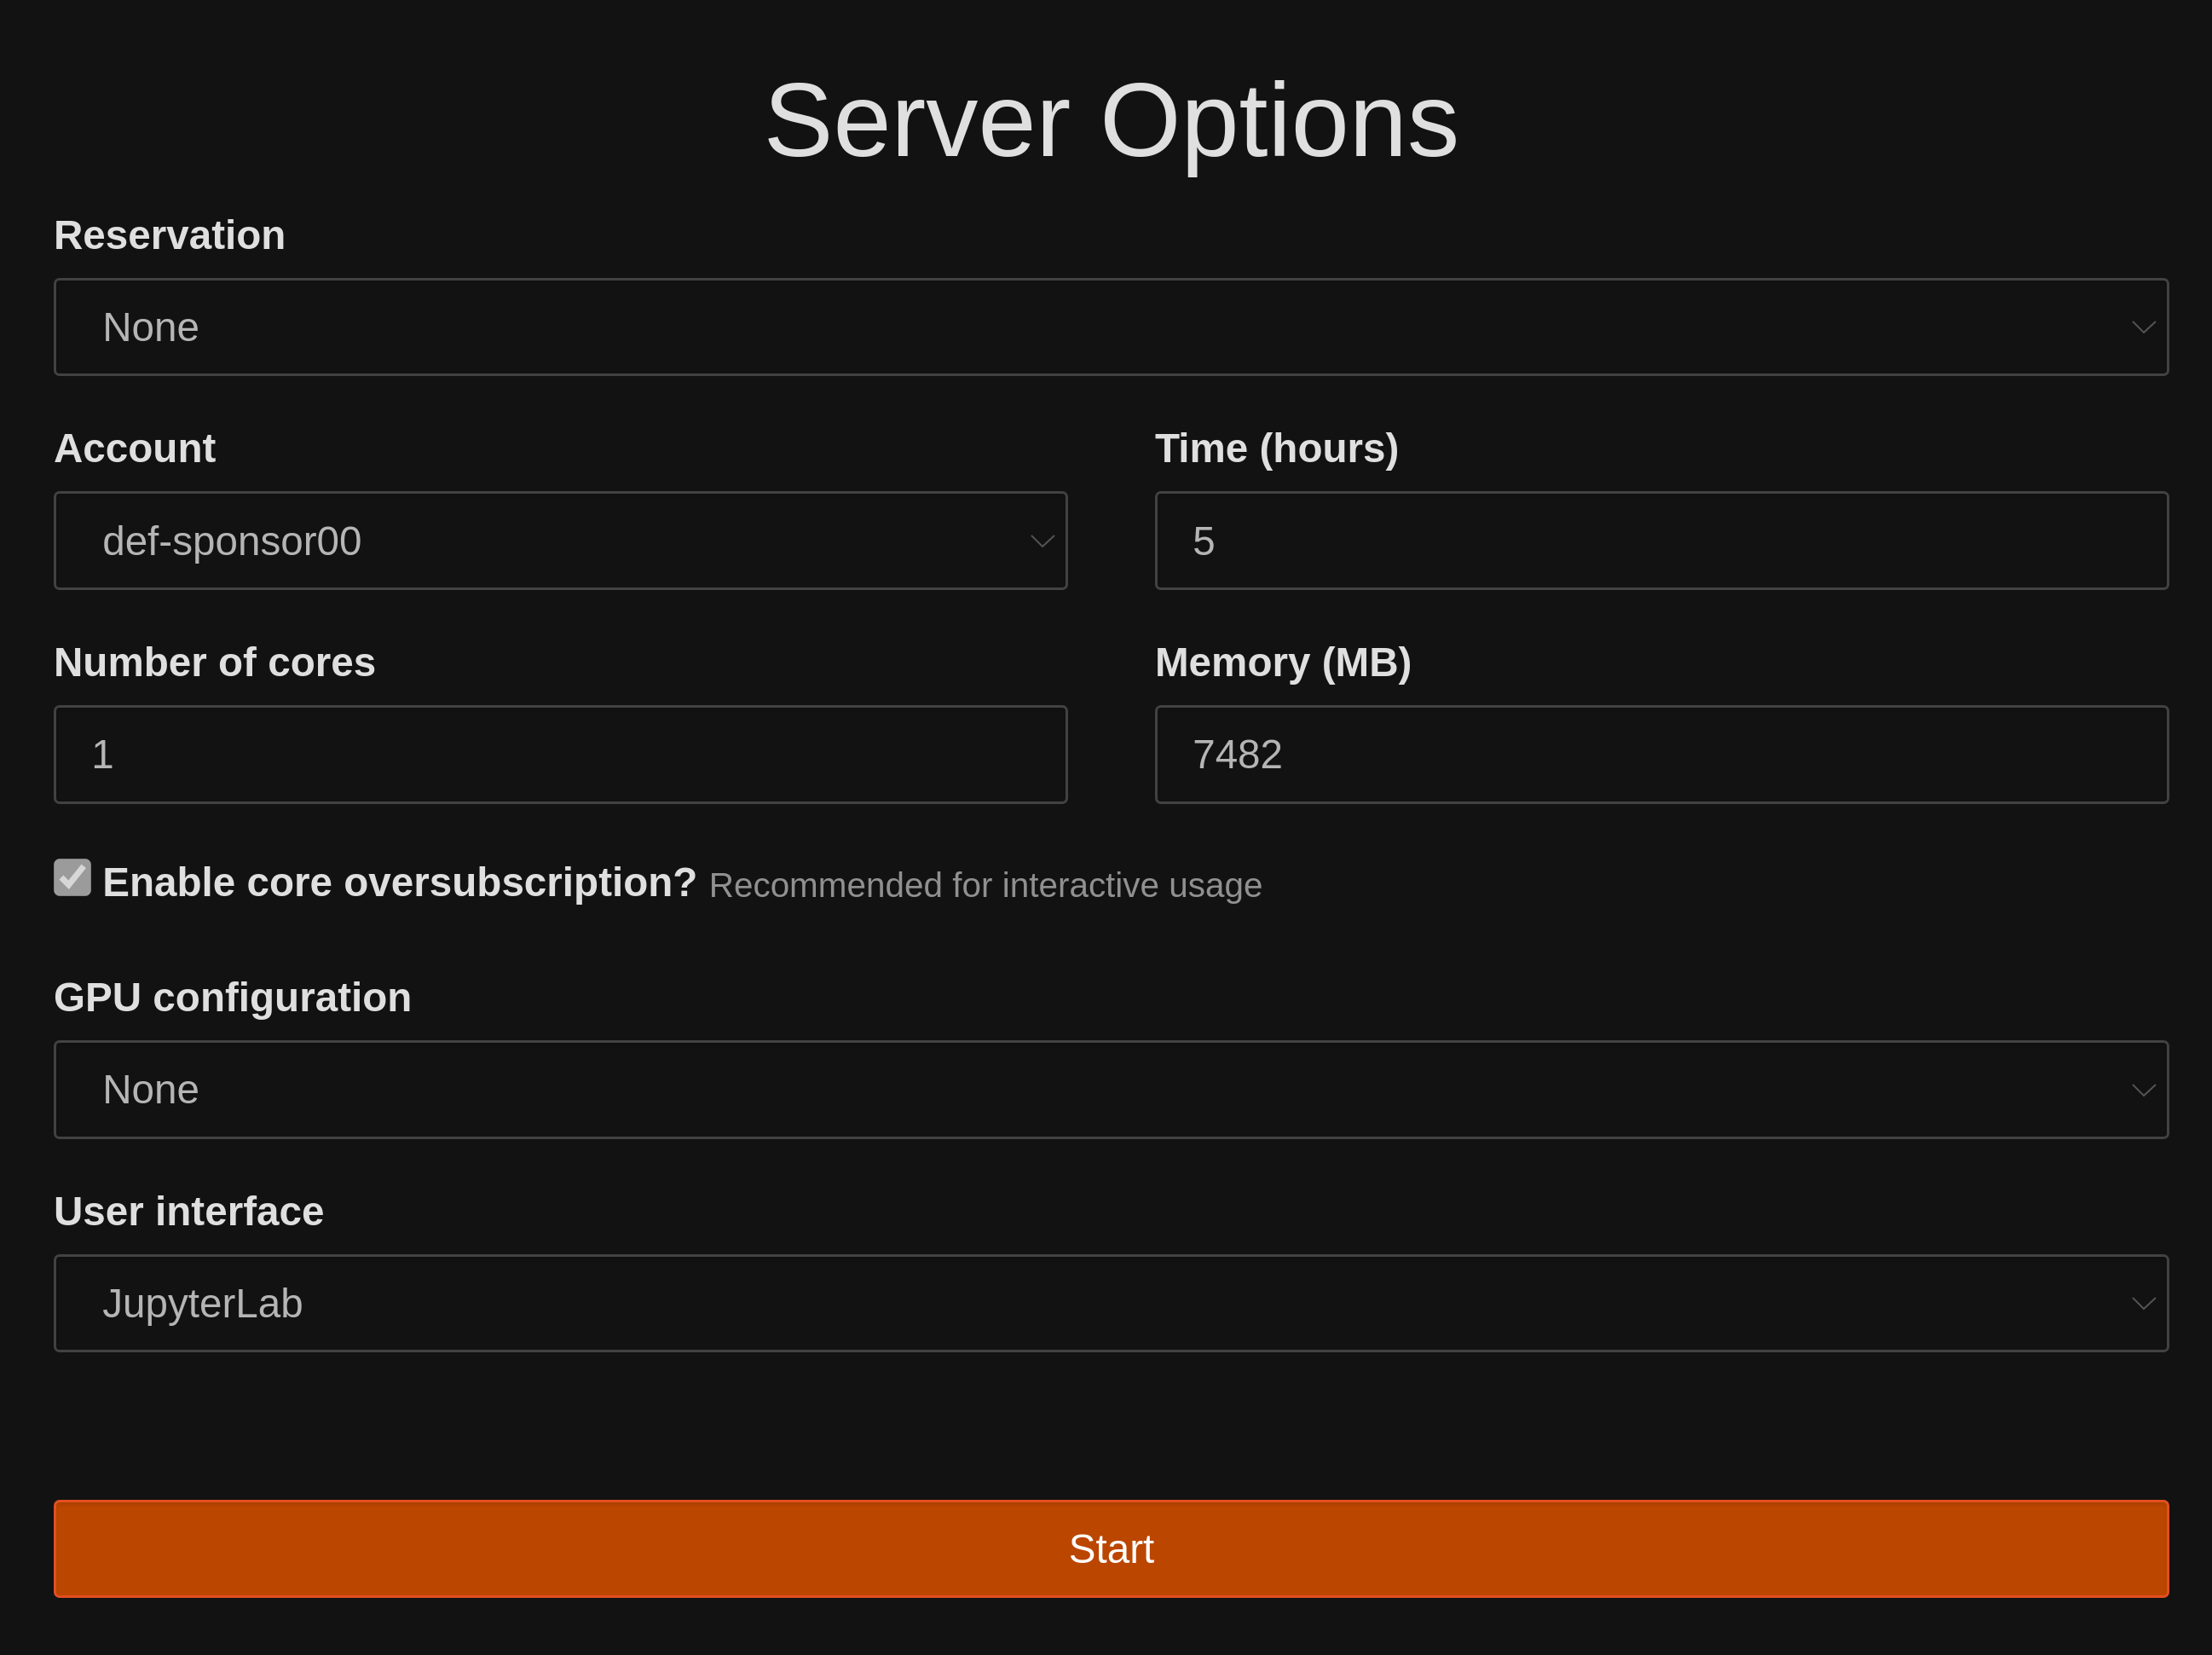 Server Options
Reservation
None
Account
Time (hours)
def-sponsor00
5
Number of cores
Memory (MB)
1
7482
Enable core oversubscription? Recommended for interactive usage
GPU configuration
None
User interface
JupyterLab
Start